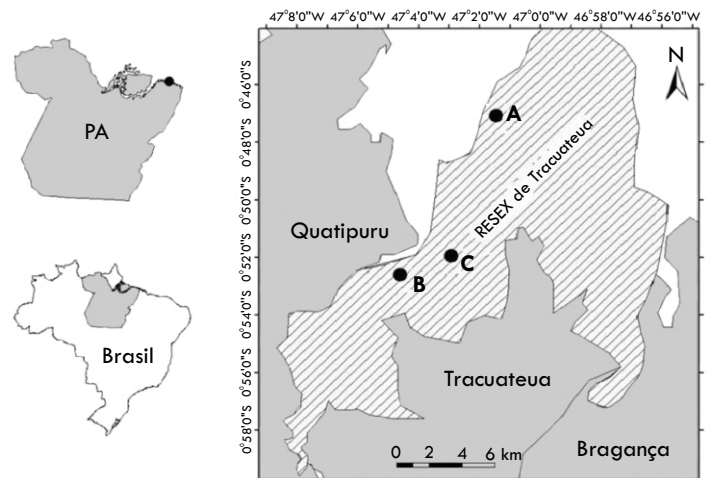 47°8'0"W 47°6'0"W 47°4'0"W 47°2'0"W 47°0'0"W 46°58'0"W 46°56'0"W
N
0°46'0"S
A
PA
0°48'0"S
RESEX de Tracuateua
0°50'0"S
Quatipuru
0°52'0"S
C
B
0°54'0"S
Brasil
Tracuateua
0°56'0"S
0°58'0"S
Bragança
0 2 4 6 km